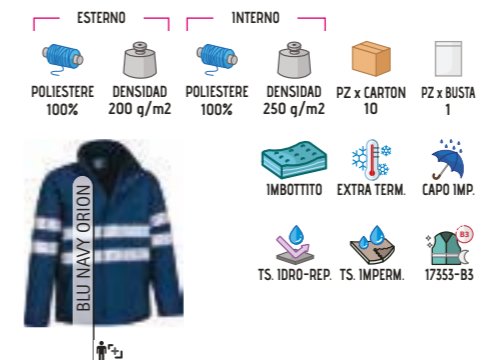 ESTERNO
INTERNO
POLIESTERE
100%
DENSIDAD
200 g/m2
POLIESTERE
100%
DENSIDAD
250 g/m2
PZ x CARTON
10
PZ x BUSTA
1
IMBOTTITO
EXTRA TERM.
CAPO IMP.
TS. IDRO-REP.
TS. IMPERM.
B3
17353-B3
BLU NAVY ORION